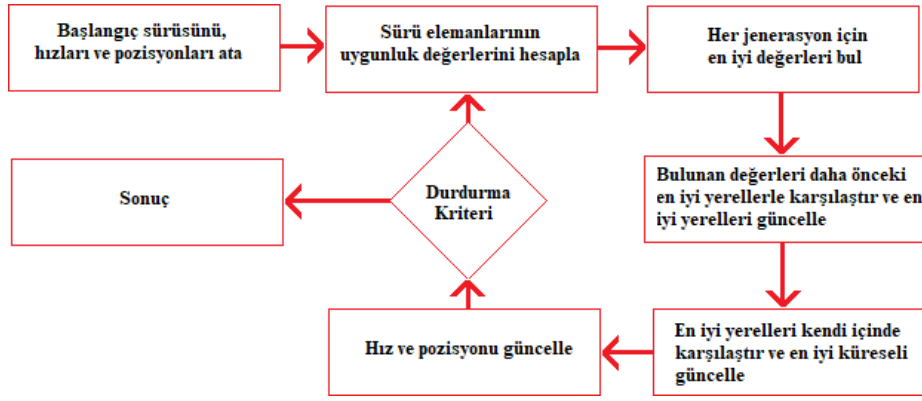 Başlangıç sürüsünü,
hızları ve pozisyonları ata
Sürü elemanlarının
uygunluk değerlerini hesapla
Her jenerasyon için
en iyi değerleri bul
Bulunan değerleri daha önceki
en iyi yerellerle karşılaştır ve en
iyi yerelleri güncelle
En iyi yerelleri kendi içinde
karşılaştır ve en iyi küreseli
güncelle
Hız ve pozisyonu güncelle
Durdurma
Kriteri
Sonuç